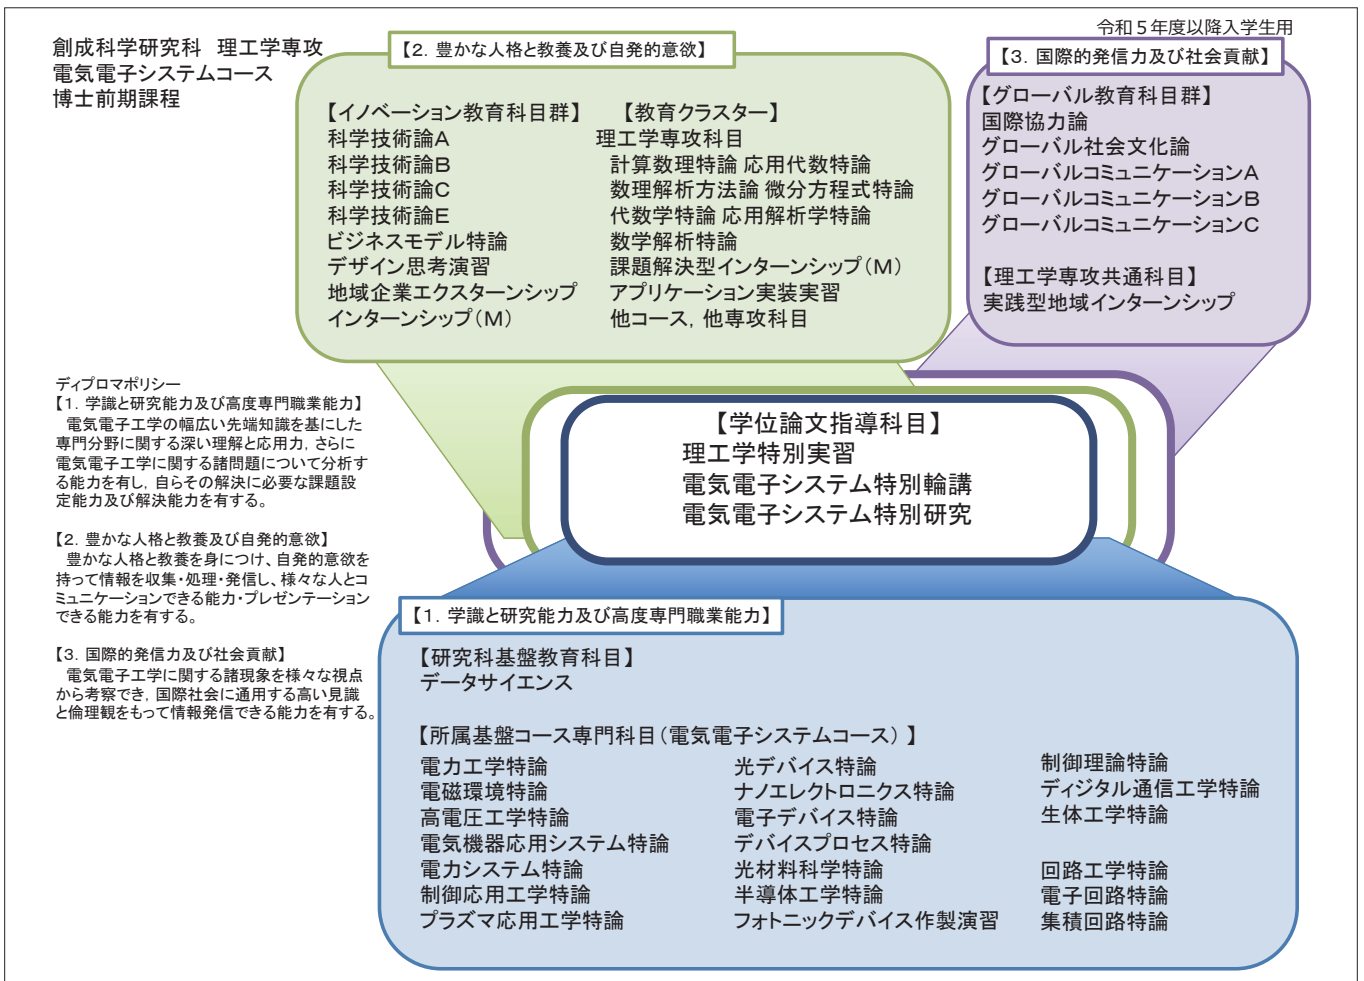 令和５年度以降入学生用
創成科学研究科　理工学専攻
電気電子システムコース
博士前期課程
【2．豊かな人格と教養及び自発的意欲】
【イノベーション教育科目群】
科学技術論A
科学技術論B
科学技術論C
科学技術論E
ビジネスモデル特論
デザイン思考演習
地域企業エクスターンシップ
インターンシップ（M）
【教育クラスター】
理工学専攻科目
計算数理特論 応用代数特論
数理解析方法論 微分方程式特論
代数学特論 応用解析学特論
数学解析特論
課題解決型インターンシップ（M）
アプリケーション実装実習
他コース，他専攻科目
【3．国際的発信力及び社会貢献】
【グローバル教育科目群】
国際協力論
グローバル社会文化論
グローバルコミュニケーションA
グローバルコミュニケーションB
グローバルコミュニケーションC
【理工学専攻共通科目】
実践型地域インターンシップ
ディプロマポリシー
【1．学識と研究能力及び高度専門職業能力】
電気電子工学の幅広い先端知識を基にした
専門分野に関する深い理解と応用力，さらに
電気電子工学に関する諸問題について分析す
る能力を有し，自らその解決に必要な課題設
定能力及び解決能力を有する。
【2．豊かな人格と教養及び自発的意欲】
豊かな人格と教養を身につけ、自発的意欲を
持って情報を収集・処理・発信し、様々な人とコ
ミュニケーションできる能力・プレゼンテーション
できる能力を有する。
【3．国際的発信力及び社会貢献】
電気電子工学に関する諸現象を様々な視点
から考察でき，国際社会に通用する高い見識
と倫理観をもって情報発信できる能力を有する。
【学位論文指導科目】
理工学特別実習
電気電子システム特別輪講
電気電子システム特別研究
【1．学識と研究能力及び高度専門職業能力】
【研究科基盤教育科目】
データサイエンス
【所属基盤コース専門科目（電気電子システムコース） 】
電力工学特論
電磁環境特論
高電圧工学特論
電気機器応用システム特論
電力システム特論
制御応用工学特論
プラズマ応用工学特論
光デバイス特論
ナノエレクトロニクス特論
電子デバイス特論
デバイスプロセス特論
光材料科学特論
半導体工学特論
フォトニックデバイス作製演習
制御理論特論
ディジタル通信工学特論
生体工学特論
回路工学特論
電子回路特論
集積回路特論